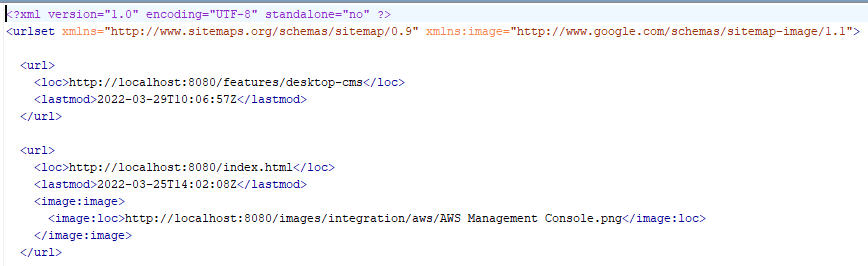 <?xml version="1.0" encoding="UTF-8" standalone="no" ?>
<urlset xmlns="http://www.sitemaps.org/schemas/sitemap/0.9" xmlns:image="http://www.google.com/schemas/sitemap-image/1.1">
<url>
<loc>http://localhost:8080/features/desktop-cms</loc>
<lastmod>2022-03-29T10:06:57Z</lastmod>
</url>
<url>
<loc>http://localhost:8080/index.html</loc>
<lastmod>2022-03-25T14:02:08Z</lastmod>
<image:image>
<image:loc>http://localhost:8080/images/integration/aws/AWS Management Console.png</image:loc>
</image:image>
</url>